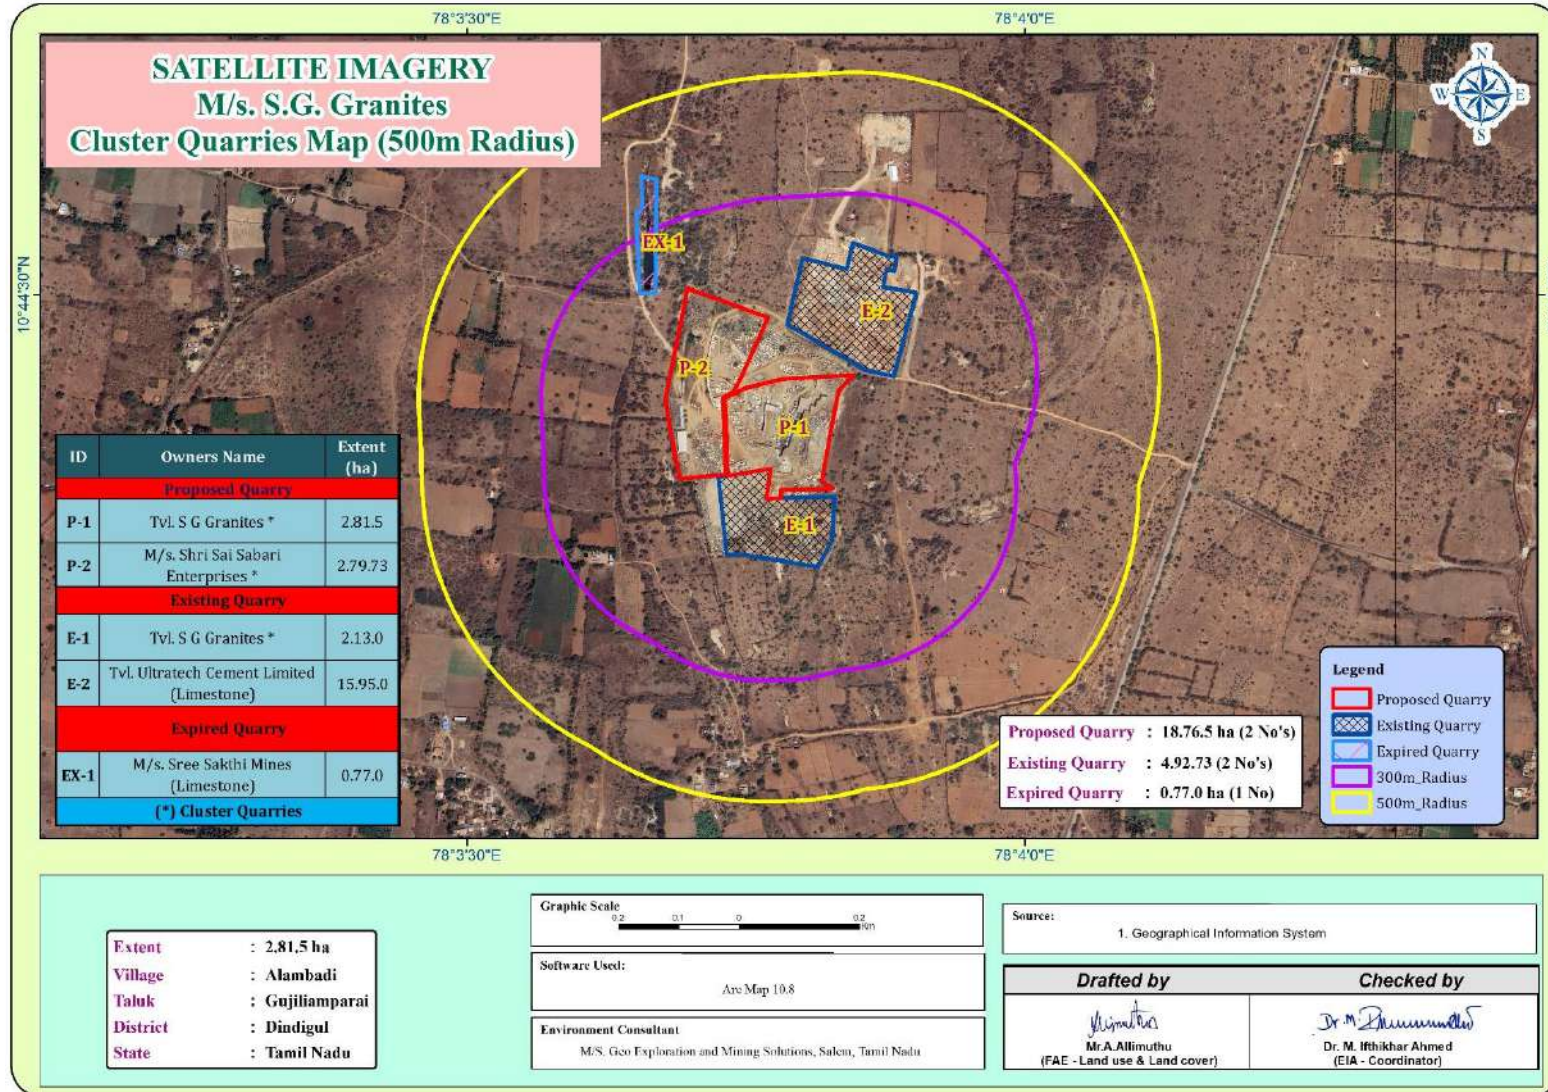 78°3'30"E
78°4'0"E
SATELLITE IMAGERY
M/s. S.G. Granites
Cluster Quarries Map (500m Radius)
N
W E
S
10°44'30"N
EX-1
E-2
P-2
P-1
E-1
ID Owners Name Extent (ha)
Proposed Quarry
P-1 Tvl. S G Granites * 2.81.5
P-2 M/s. Shri Sai Sabari Enterprises * 2.79.73
Existing Quarry
E-1 Tvl. S G Granites * 2.13.0
E-2 Tvl. Ultratech Cement Limited (Limestone) 15.95.0
Expired Quarry
EX-1 M/s. Sree Sakthi Mines (Limestone) 0.77.0
(*) Cluster Quarries
Proposed Quarry : 18.76.5 ha (2 No's)
Existing Quarry : 4.92.73 (2 No's)
Expired Quarry : 0.77.0 ha (1 No)
Legend
Proposed Quarry
Existing Quarry
Expired Quarry
300m_Radius
500m_Radius
78°3'30"E
78°4'0"E
Extent : 2.81.5 ha
Village : Alambadi
Taluk : Gujiliamparai
District : Dindigul
State : Tamil Nadu
Graphic Scale
0.2 0.1 0 0.2
Km
Software Used:
Arc Map 10.8
Environment Consultant
M/S. Geo Exploration and Mining Solutions, Salem, Tamil Nadu
Source:
1. Geographical Information System
Drafted by Checked by
Mr.A.Allimuthu
(FAE - Land use & Land cover)
Dr. M. Ifthikhar Ahmed
(EIA - Coordinator)